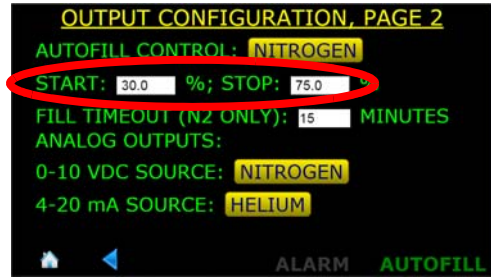 OUTPUT CONFIGURATION, PAGE 2
AUTOFILL CONTROL: NITROGEN
START: 30.0 %; STOP: 75.0 %
FILL TIMEOUT (N2 ONLY): 15 MINUTES
ANALOG OUTPUTS:
0-10 VDC SOURCE: NITROGEN
4-20 mA SOURCE: HELIUM
ALARM AUTOFILL